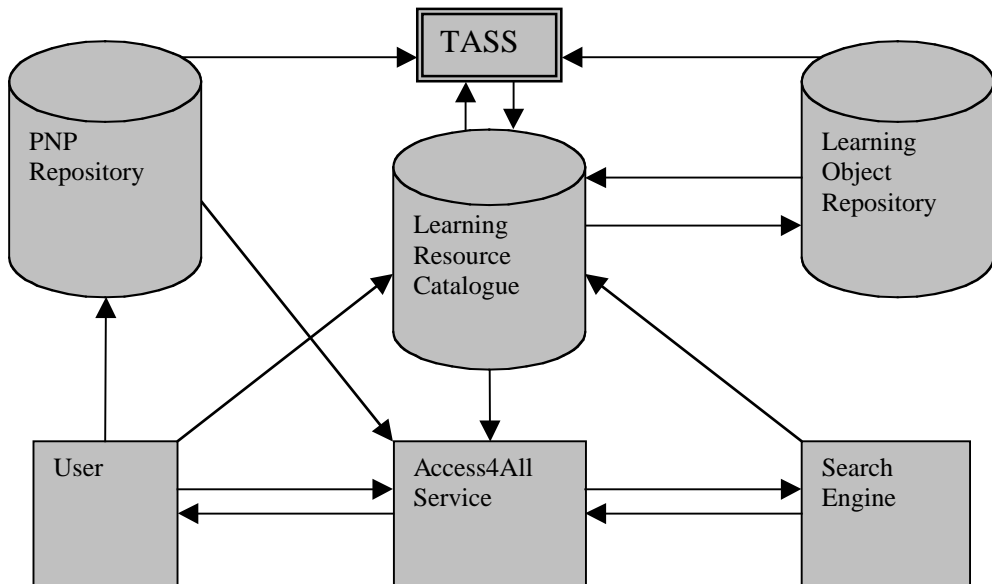 TASS
PNP
Repository
Learning
Object
Repository
Learning
Resource
Catalogue
User
Access4All
Service
Search
Engine